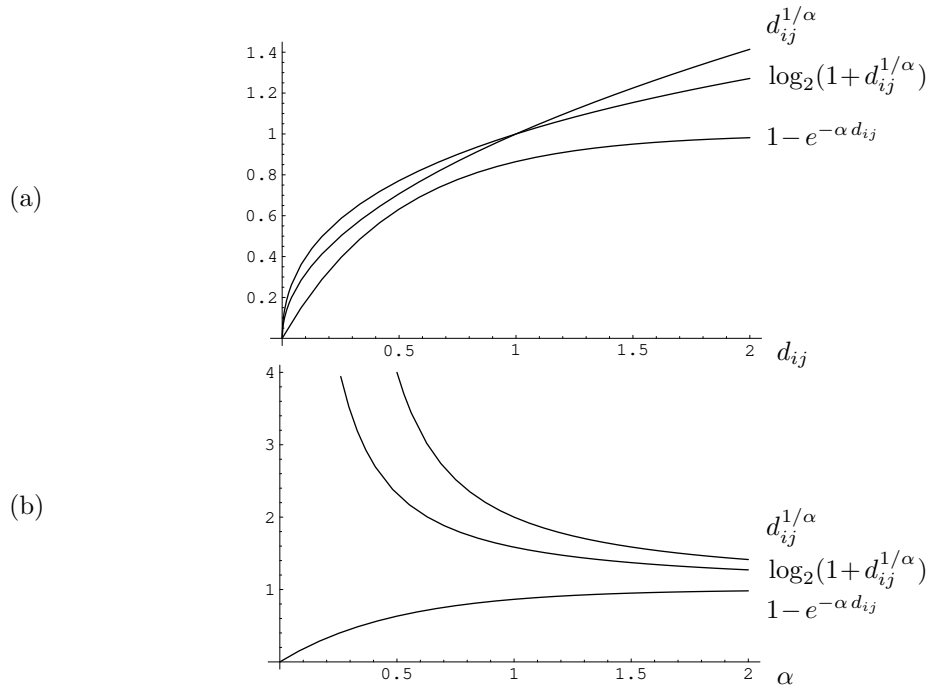 d_{ij}^{1/α}
1.4
log₂(1+d_{ij}^{1/α})
1.2
1
1−e^{−α d_{ij}}
0.8
(a)
0.6
0.4
0.2
0.5 1 1.5 2 d_{ij}
4
3
(b)
2
d_{ij}^{1/α}
log₂(1+d_{ij}^{1/α})
1
1−e^{−α d_{ij}}
0.5 1 1.5 2 α